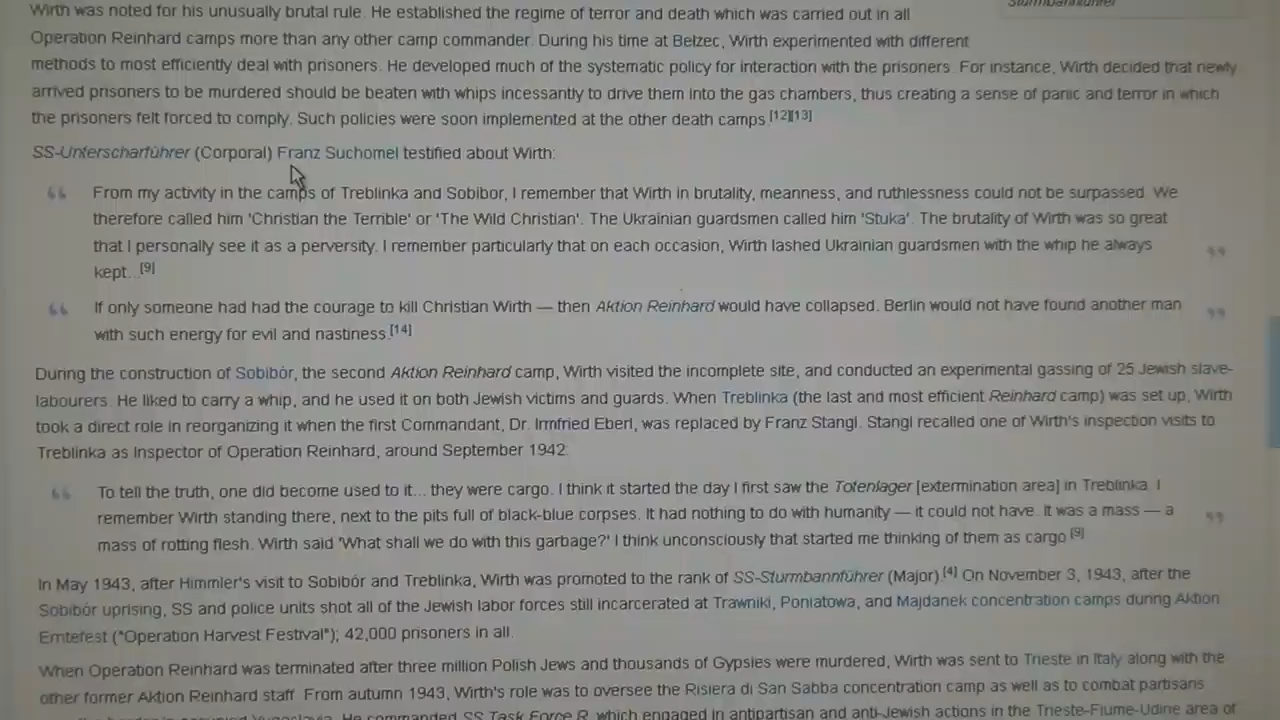 Sturmbannführer
Wirth was noted for his unusually brutal rule. He established the regime of terror and death which was carried out in all
Operation Reinhard camps more than any other camp commander. During his time at Belzec, Wirth experimented with different
methods to most efficiently deal with prisoners. He developed much of the systematic policy for interaction with the prisoners. For instance, Wirth decided that newly
arrived prisoners to be murdered should be beaten with whips incessantly to drive them into the gas chambers, thus creating a sense of panic and terror in which
the prisoners felt forced to comply. Such policies were soon implemented at the other death camps.[12][13]
SS-Unterscharführer (Corporal) Franz Suchomel testified about Wirth:
From my activity in the camps of Treblinka and Sobibor, I remember that Wirth in brutality, meanness, and ruthlessness could not be surpassed. We
therefore called him 'Christian the Terrible' or 'The Wild Christian'. The Ukrainian guardsmen called him 'Stuka'. The brutality of Wirth was so great
that I personally see it as a perversity. I remember particularly that on each occasion, Wirth lashed Ukrainian guardsmen with the whip he always
kept...[9]
If only someone had had the courage to kill Christian Wirth — then Aktion Reinhard would have collapsed. Berlin would not have found another man
with such energy for evil and nastiness.[14]
During the construction of Sobibór, the second Aktion Reinhard camp, Wirth visited the incomplete site, and conducted an experimental gassing of 25 Jewish slave-
labourers. He liked to carry a whip, and he used it on both Jewish victims and guards. When Treblinka (the last and most efficient Reinhard camp) was set up, Wirth
took a direct role in reorganizing it when the first Commandant, Dr. Irmfried Eberl, was replaced by Franz Stangl. Stangl recalled one of Wirth's inspection visits to
Treblinka as Inspector of Operation Reinhard, around September 1942:
To tell the truth, one did become used to it... they were cargo. I think it started the day I first saw the Totenlager [extermination area] in Treblinka. I
remember Wirth standing there, next to the pits full of black-blue corpses. It had nothing to do with humanity — it could not have. It was a mass — a
mass of rotting flesh. Wirth said 'What shall we do with this garbage?' I think unconsciously that started me thinking of them as cargo.[9]
In May 1943, after Himmler's visit to Sobibór and Treblinka, Wirth was promoted to the rank of SS-Sturmbannführer (Major).[4] On November 3, 1943, after the
Sobibór uprising, SS and police units shot all of the Jewish labor forces still incarcerated at Trawniki, Poniatowa, and Majdanek concentration camps during Aktion
Erntefest ("Operation Harvest Festival"); 42,000 prisoners in all.
When Operation Reinhard was terminated after three million Polish Jews and thousands of Gypsies were murdered, Wirth was sent to Trieste in Italy along with the
other former Aktion Reinhard staff. From autumn 1943, Wirth's role was to oversee the Risiera di San Sabba concentration camp as well as to combat partisans
He commanded SS Task Force R, which engaged in antipartisan and anti-Jewish actions in the Trieste-Fiume-Udine area of